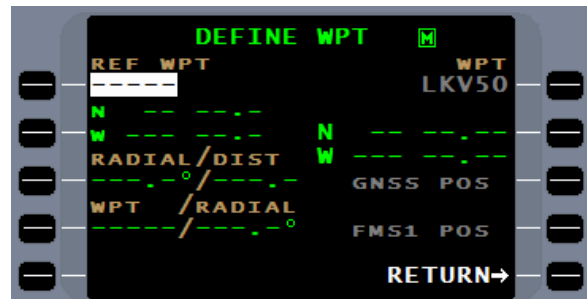 DEFINE WPT M
REF WPT WPT
----- LKV50
N -- --.-
W --- --.- N -- --.-
RADIAL/DIST W --- --.-
---.-°/---.- GNSS POS
WPT /RADIAL
-----/---.-° FMS1 POS
RETURN→